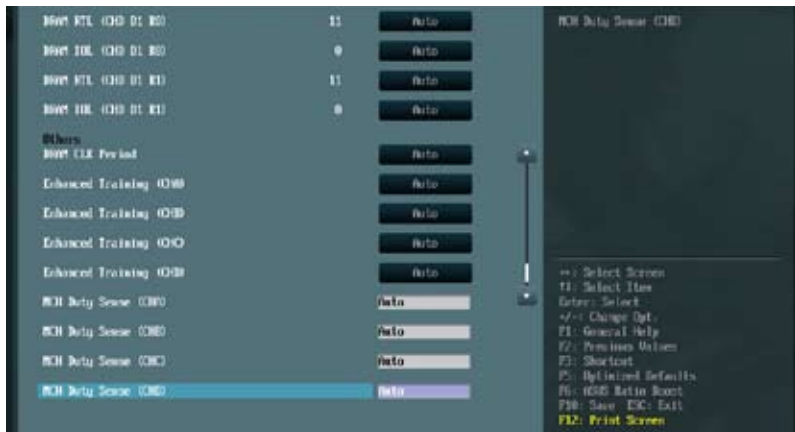 DRAM RTL (CHD D1 R0) 11 Auto
DRAM IOL (CHD D1 R0) 0 Auto
DRAM RTL (CHD D1 R1) 11 Auto
DRAM IOL (CHD D1 R1) 0 Auto
Others
DRAM CLK Period Auto
Enhanced Training (CHA) Auto
Enhanced Training (CHB) Auto
Enhanced Training (CHC) Auto
Enhanced Training (CHD) Auto
MCH Duty Sense (CHA) Auto
MCH Duty Sense (CHB) Auto
MCH Duty Sense (CHC) Auto
MCH Duty Sense (CHD) Auto
MCH Duty Sense (CHD)
: Select Screen
: Select Item
Enter: Select
+/-: Change Opt.
F1: General Help
F2: Previous Values
F3: Shortcut
F5: Optimized Defaults
F6: ASUS Ratio Boost
F10: Save ESC: Exit
F12: Print Screen